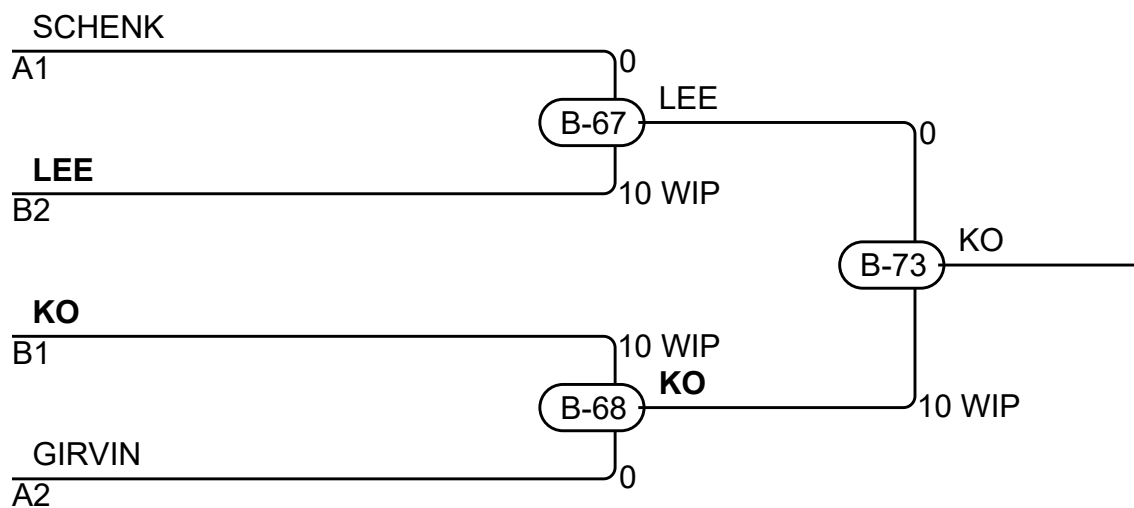 SCHENK
A1
0
B-67
LEE
LEE
B2
10 WIP
0
B-73
KO
KO
B1
10 WIP
B-68
KO
10 WIP
GIRVIN
A2
0